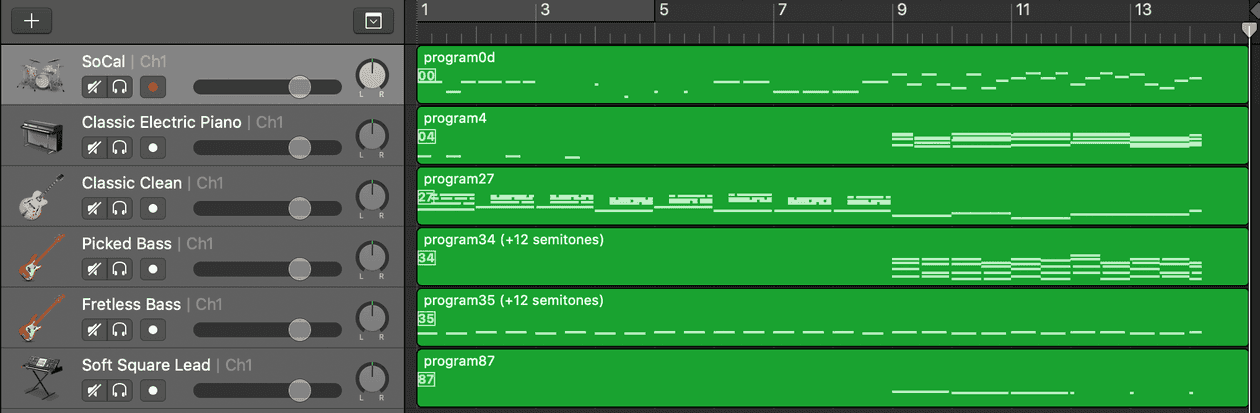 1 3 5 7 9 11 13
SoCal | Ch1
L R
program0d
00
Classic Electric Piano | Ch1
L R
program4
04
Classic Clean | Ch1
L R
program27
27
Picked Bass | Ch1
L R
program34 (+12 semitones)
34
Fretless Bass | Ch1
L R
program35 (+12 semitones)
35
Soft Square Lead | Ch1
L R
program87
87